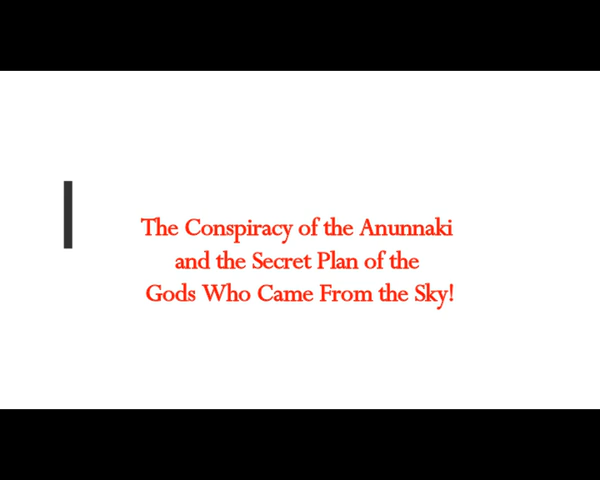 The Conspiracy of the Anunnaki
and the Secret Plan of the
Gods Who Came From the Sky!